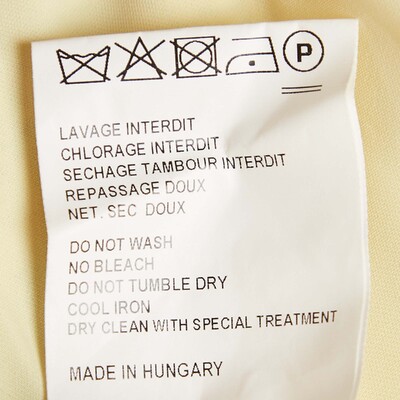 P
LAVAGE INTERDIT
CHLORAGE INTERDIT
SECHAGE TAMBOUR INTERDIT
REPASSAGE DOUX
NET. SEC DOUX
DO NOT WASH
NO BLEACH
DO NOT TUMBLE DRY
COOL IRON
DRY CLEAN WITH SPECIAL TREATMENT
MADE IN HUNGARY